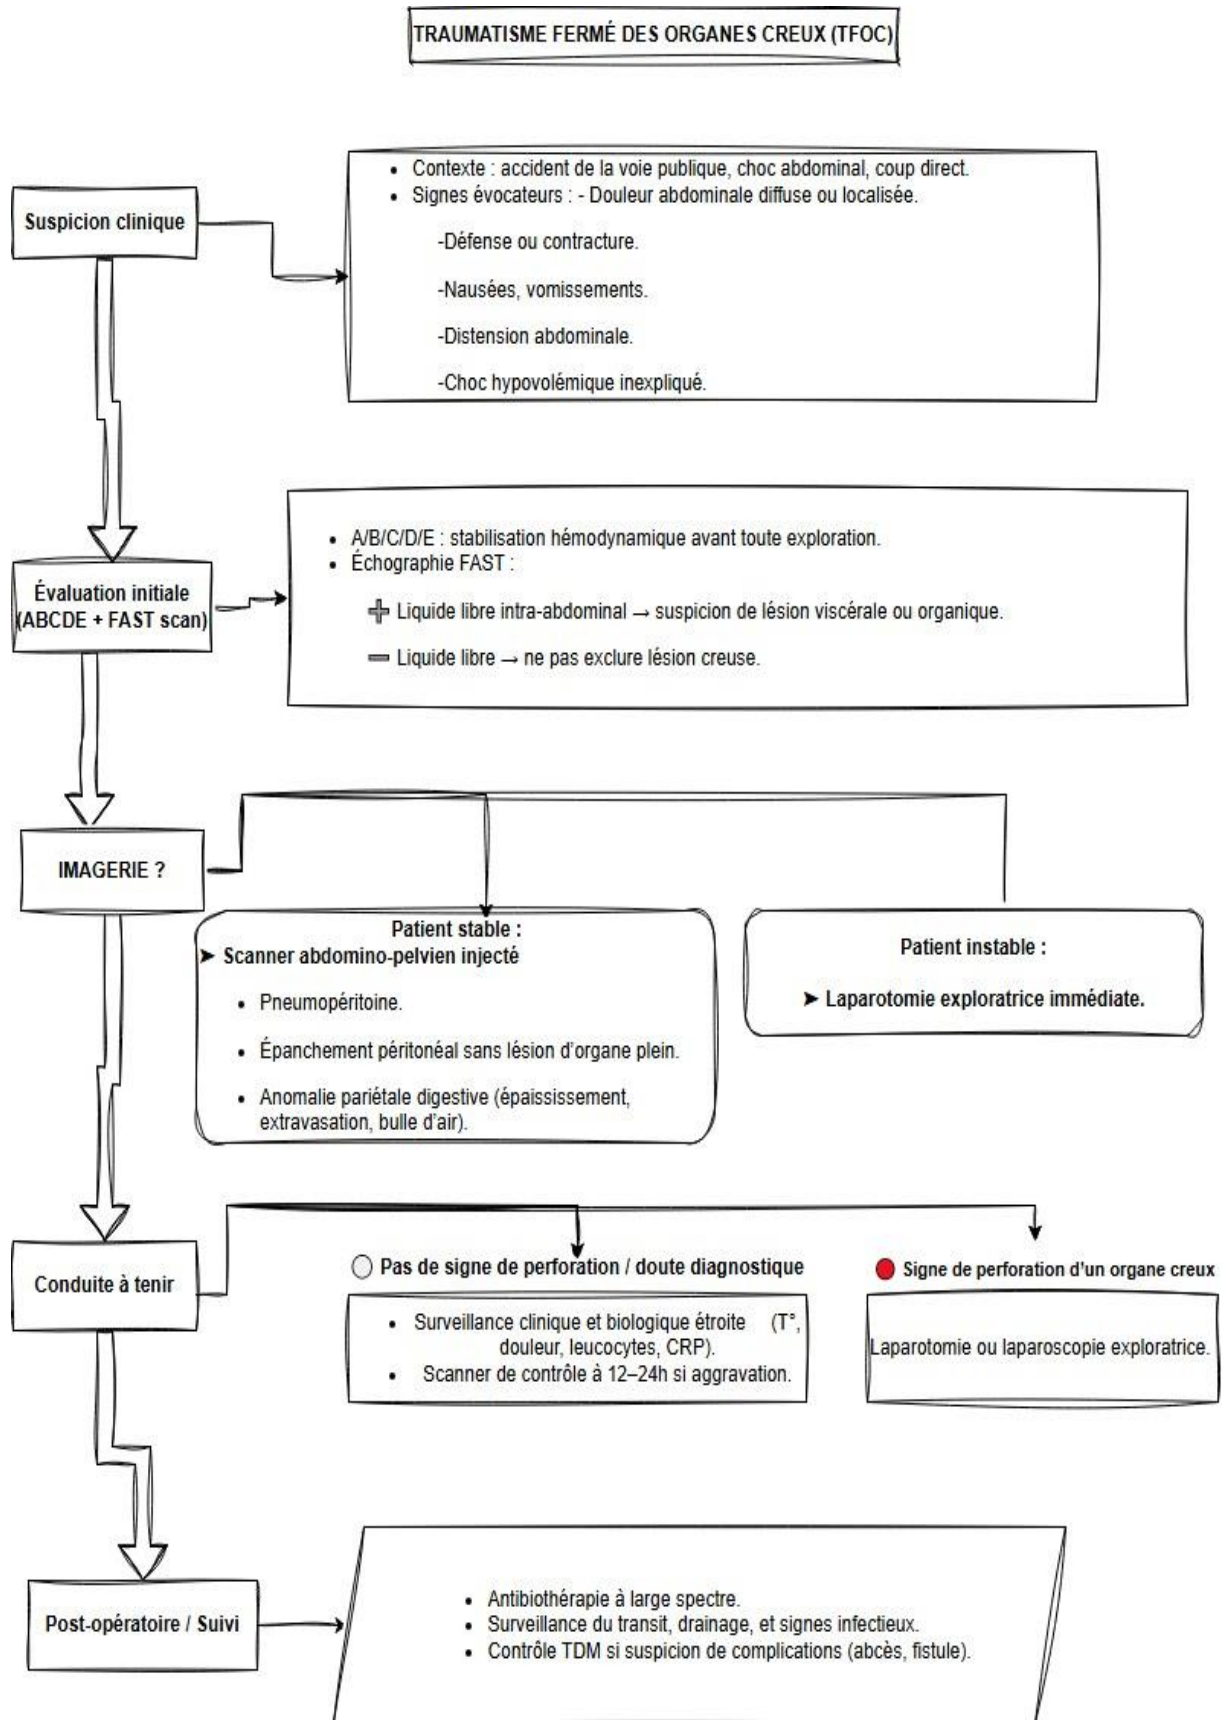 TRAUMATISME FERMÉ DES ORGANES CREUX (TFOC)
Suspicion clinique
• Contexte : accident de la voie publique, choc abdominal, coup direct.
• Signes évocateurs : - Douleur abdominale diffuse ou localisée.
-Défense ou contracture.
-Nausées, vomissements.
-Distension abdominale.
-Choc hypovolémique inexpliqué.
Évaluation initiale
(ABCDE + FAST scan)
• A/B/C/D/E : stabilisation hémodynamique avant toute exploration.
• Échographie FAST :
➕ Liquide libre intra-abdominal → suspicion de lésion viscérale ou organique.
➖ Liquide libre → ne pas exclure lésion creuse.
IMAGERIE ?
Patient stable :
➤ Scanner abdomino-pelvien injecté
• Pneumopéritoine.
• Épanchement péritonéal sans lésion d’organe plein.
• Anomalie pariétale digestive (épaississement,
extravasation, bulle d’air).
Patient instable :
➤ Laparotomie exploratrice immédiate.
Conduite à tenir
⚪ Pas de signe de perforation / doute diagnostique
• Surveillance clinique et biologique étroite (T°,
douleur, leucocytes, CRP).
• Scanner de contrôle à 12–24h si aggravation.
🔴 Signe de perforation d’un organe creux
Laparotomie ou laparoscopie exploratrice.
Post-opératoire / Suivi
• Antibiothérapie à large spectre.
• Surveillance du transit, drainage, et signes infectieux.
• Contrôle TDM si suspicion de complications (abcès, fistule).